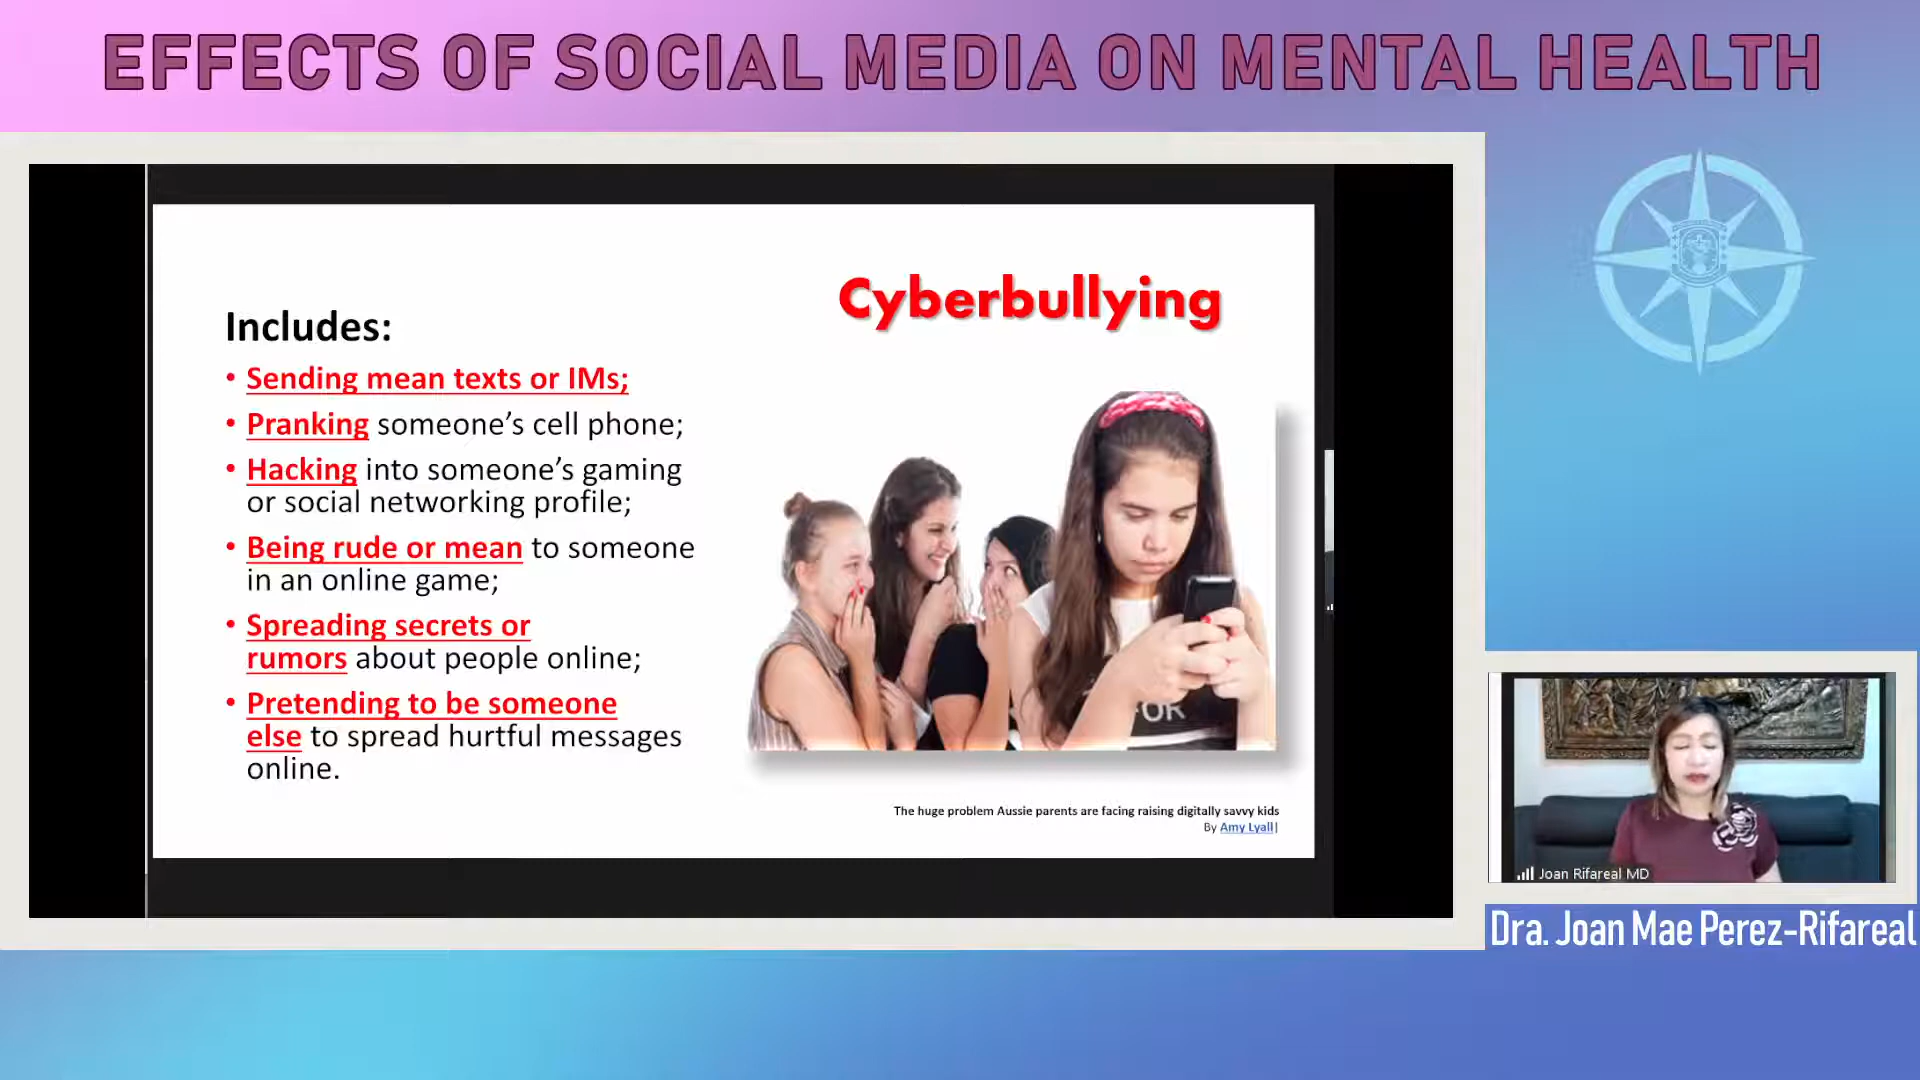 EFFECTS OF SOCIAL MEDIA ON MENTAL HEALTH
Cyberbullying
Includes:
• Sending mean texts or IMs;
• Pranking someone’s cell phone;
• Hacking into someone’s gaming
or social networking profile;
• Being rude or mean to someone
in an online game;
• Spreading secrets or
rumors about people online;
• Pretending to be someone
else to spread hurtful messages
online.
OR
The huge problem Aussie parents are facing raising digitally savvy kids
By Amy Lyall|
Joan Rifareal MD
Dra. Joan Mae Perez-Rifareal